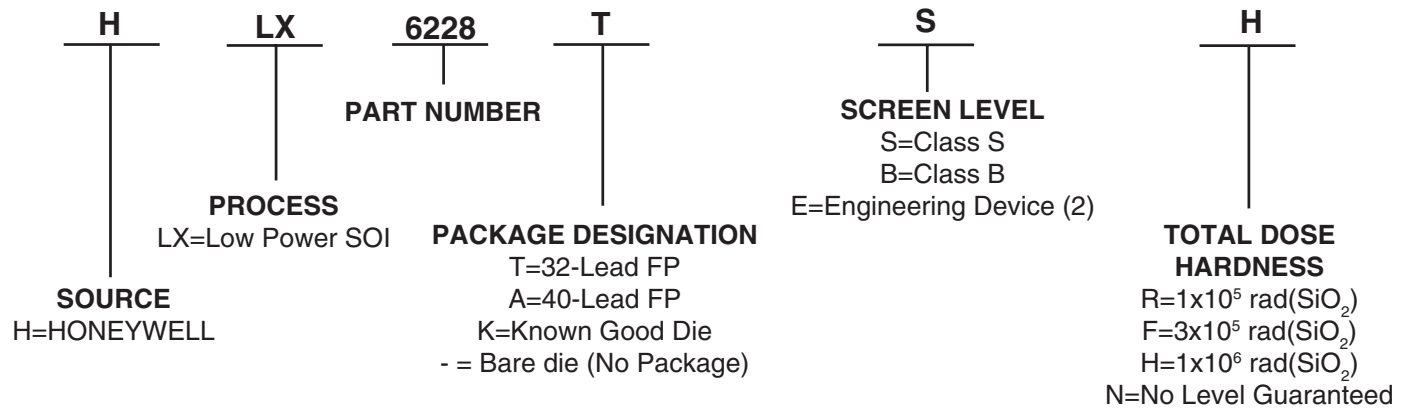 H LX 6228 T S H
PART NUMBER
SCREEN LEVEL
S=Class S
B=Class B
E=Engineering Device (2)
PROCESS
LX=Low Power SOI
PACKAGE DESIGNATION
T=32-Lead FP
A=40-Lead FP
K=Known Good Die
- = Bare die (No Package)
TOTAL DOSE
HARDNESS
R=1x10⁵ rad(SiO₂)
F=3x10⁵ rad(SiO₂)
H=1x10⁶ rad(SiO₂)
N=No Level Guaranteed
SOURCE
H=HONEYWELL